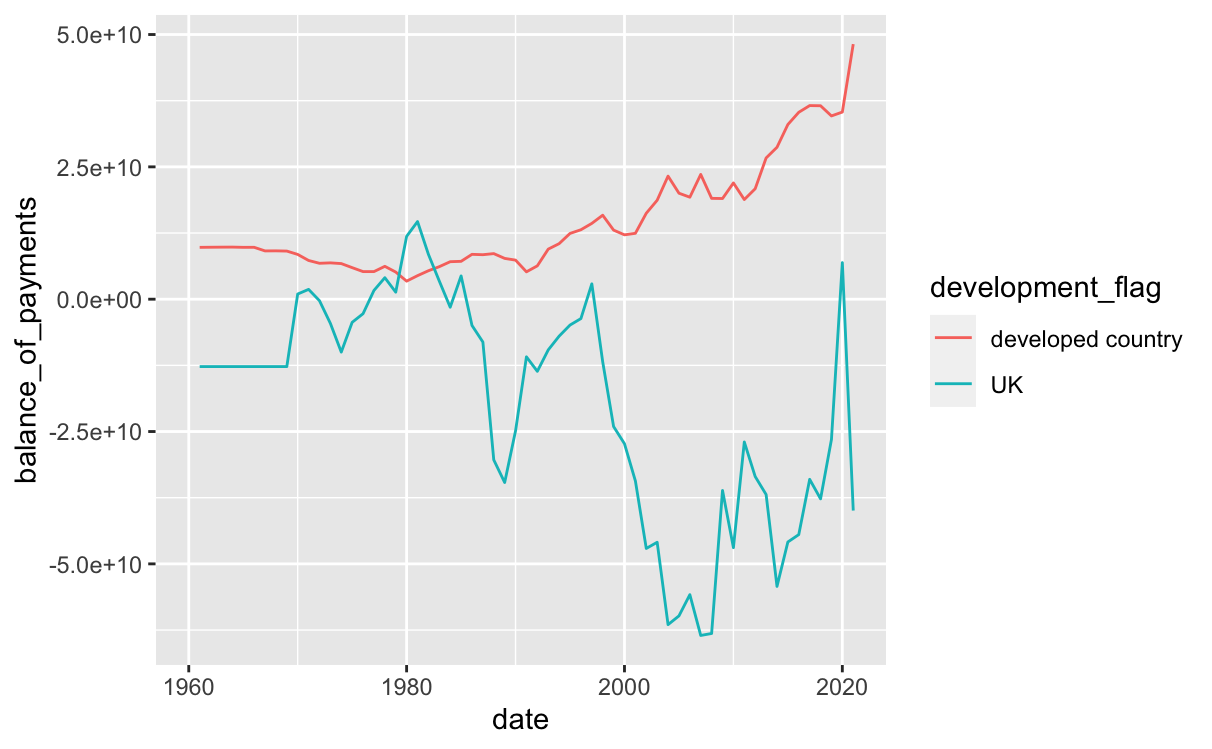 5.0e+10
2.5e+10
0.0e+00
-2.5e+10
-5.0e+10
balance_of_payments
1960 1980 2000 2020
date
development_flag
developed country
UK